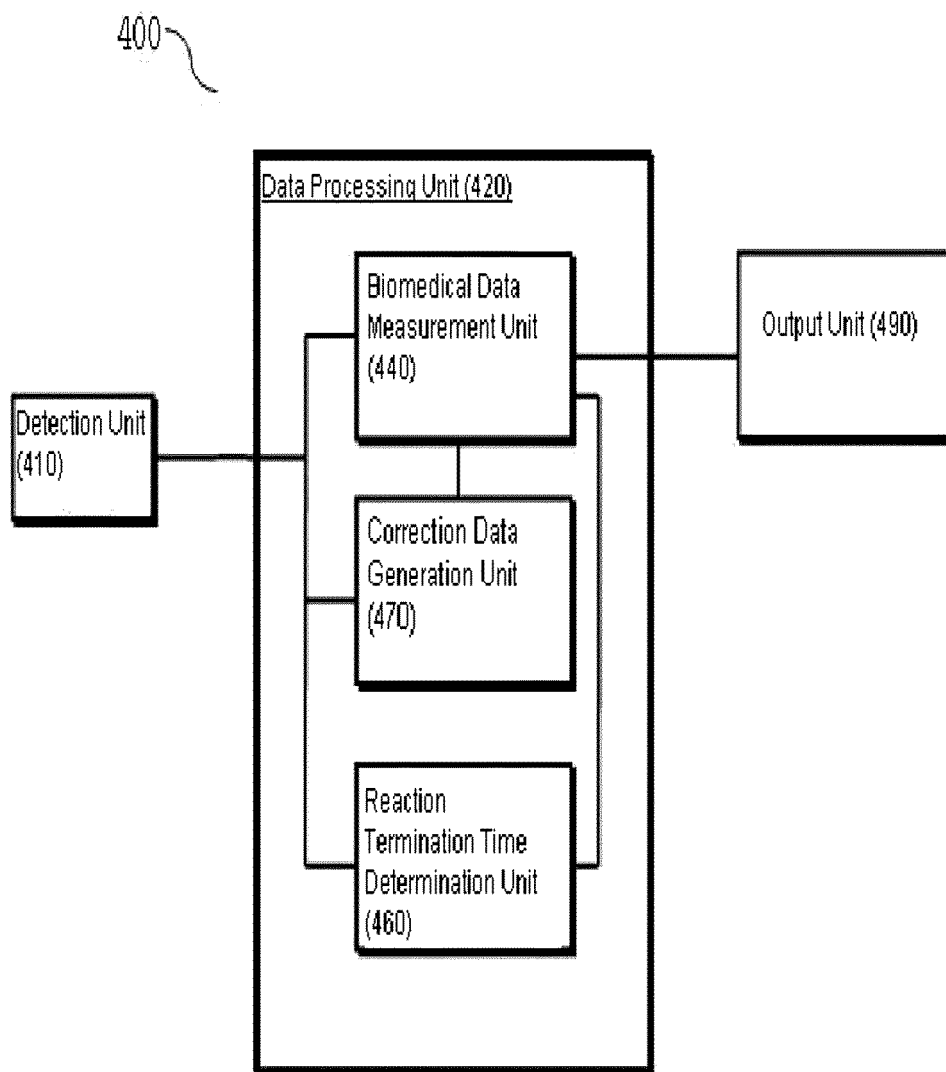 400
Data Processing Unit (420)
Biomedical Data
Measurement Unit
(440)
Output Unit (490)
Detection Unit
(410)
Correction Data
Generation Unit
(470)
Reaction
Termination Time
Determination Unit
(460)